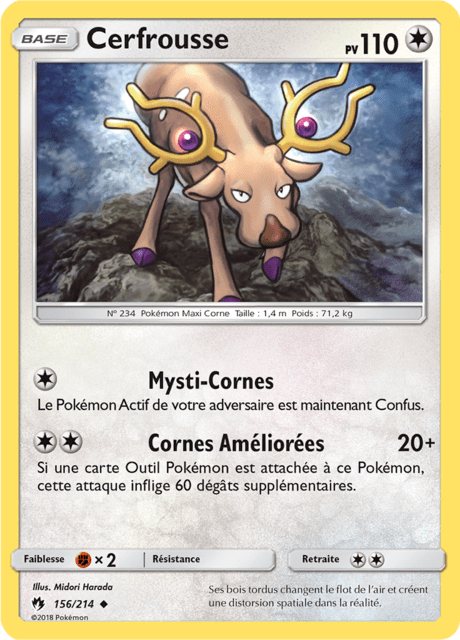 BASE Cerfrousse PV 110
N° 234 Pokémon Maxi Corne Taille : 1,4 m Poids : 71,2 kg
Mysti-Cornes
Le Pokémon Actif de votre adversaire est maintenant Confus.
Cornes Améliorées 20+
Si une carte Outil Pokémon est attachée à ce Pokémon,
cette attaque inflige 60 dégâts supplémentaires.
Faiblesse × 2 Résistance Retraite
Illus. Midori Harada
156/214
©2018 Pokémon
Ses bois tordus changent le flot de l'air et créent
une distorsion spatiale dans la réalité.